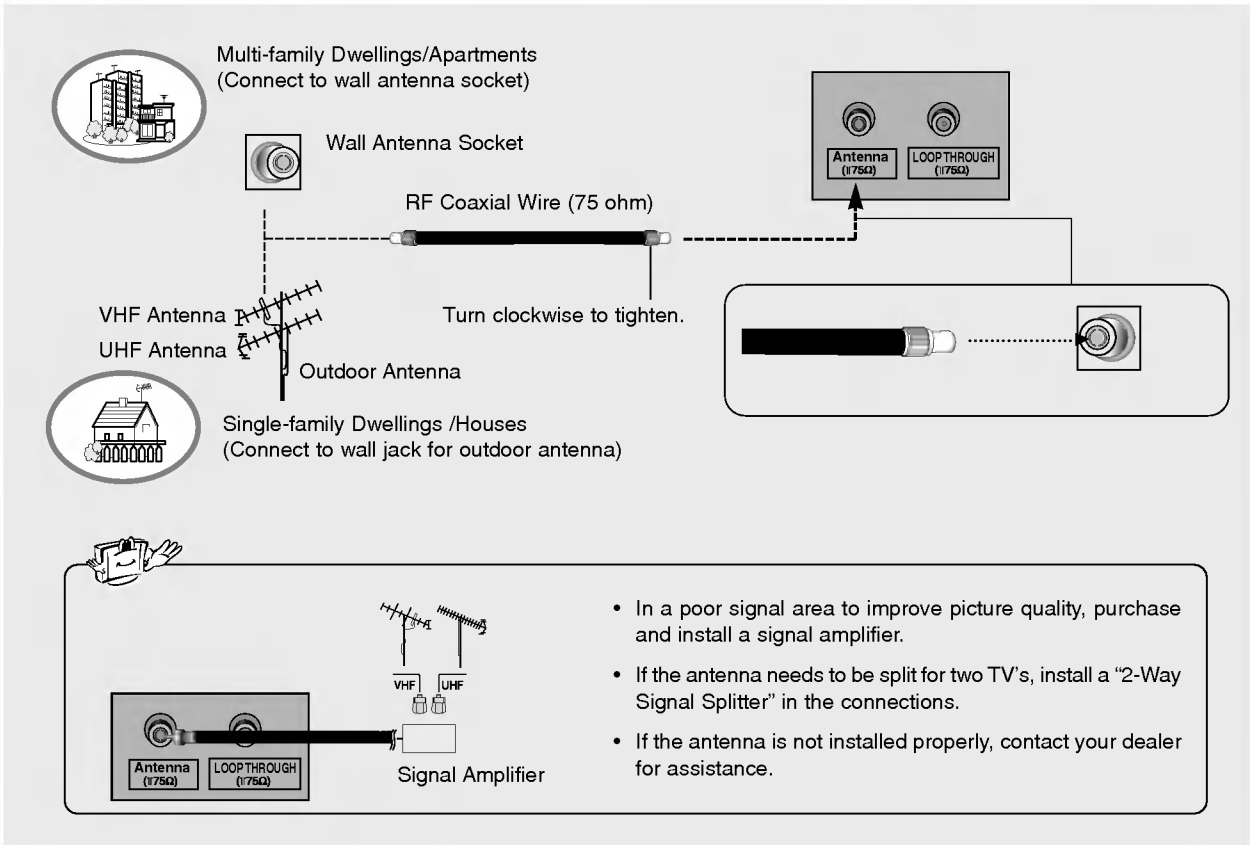 Multi-family Dwellings/Apartments
(Connect to wall antenna socket)
Wall Antenna Socket
RF Coaxial Wire (75 ohm)
Antenna
LOOPTHROUGH
(75Ω)
(75Ω)
VHF Antenna
UHF Antenna
Turn clockwise to tighten.
Outdoor Antenna
Single-family Dwellings /Houses
(Connect to wall jack for outdoor antenna)
VHF
UHF
Antenna
LOOPTHROUGH
(75Ω)
(75Ω)
Signal Amplifier
• In a poor signal area to improve picture quality, purchase
and install a signal amplifier.
• If the antenna needs to be split for two TV's, install a “2-Way
Signal Splitter” in the connections.
• If the antenna is not installed properly, contact your dealer
for assistance.